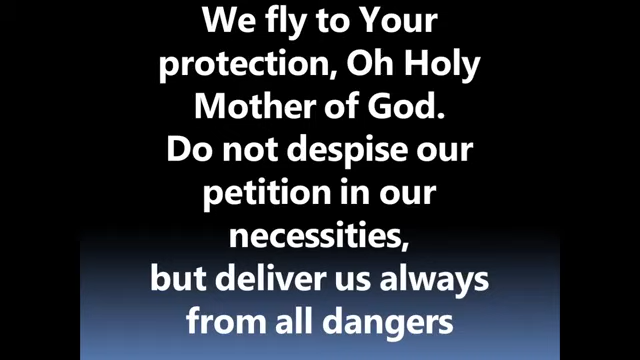 We fly to Your
protection, Oh Holy
Mother of God.
Do not despise our
petition in our
necessities,
but deliver us always
from all dangers